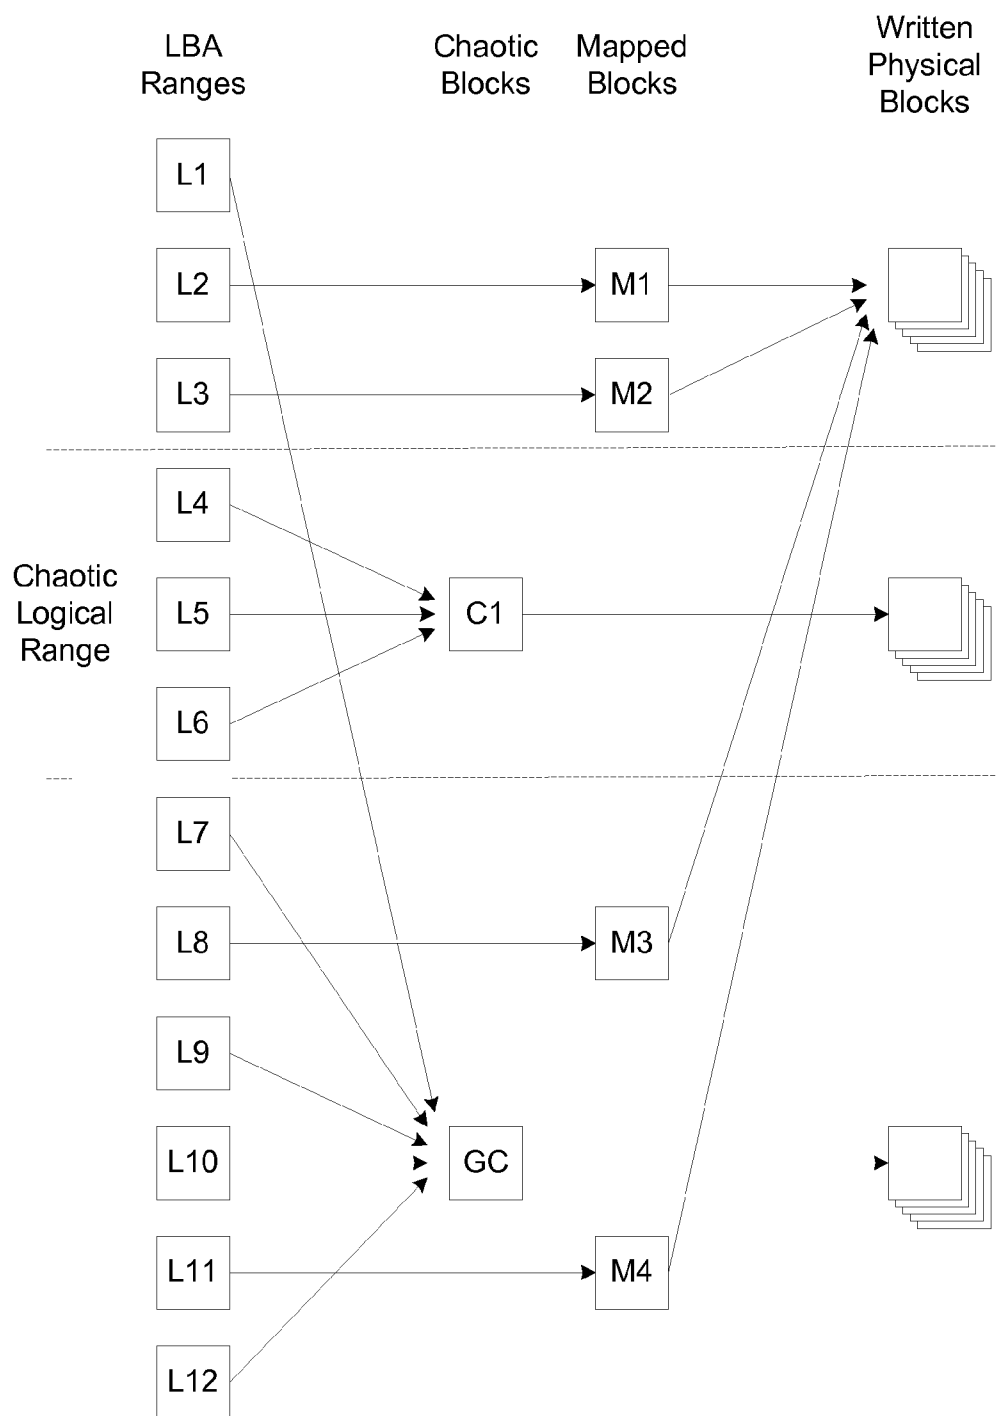 LBA
Ranges
Chaotic
Blocks
Mapped
Blocks
Written
Physical
Blocks
L1
L2
M1
L3
M2
L4
Chaotic
Logical
Range
L5
C1
L6
L7
L8
M3
L9
L10
GC
L11
M4
L12